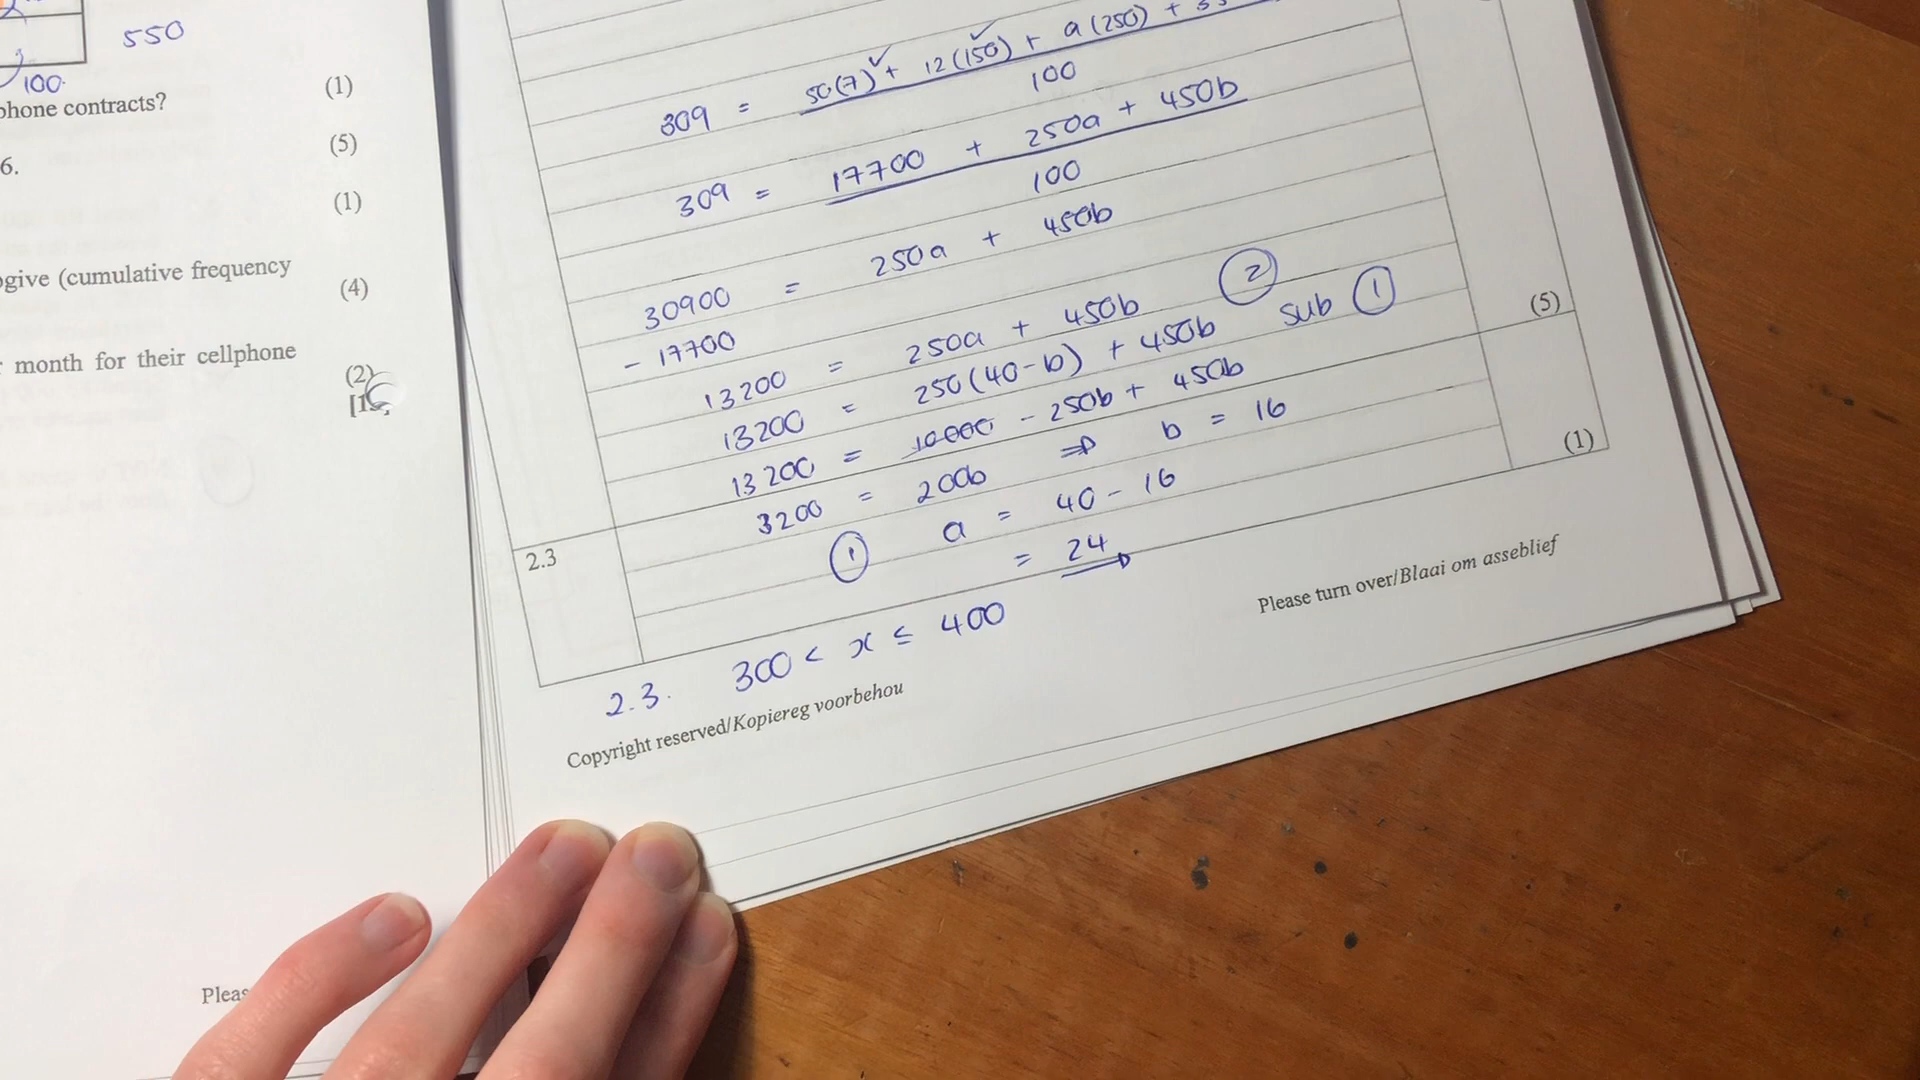 550
100.
phone contracts?
(1)
(5)
6.
(1)
ogive (cumulative frequency
(4)
month for their cellphone
(2)
309 = 50(7) + 12(150) + a(250) +
100
309 = 17700 + 250a + 450b
100
30900 = 250a + 450b
- 17700
13200 = 250a + 450b ②
13200 = 250(40-b) + 450b sub ①
(5)
13200 = 10000 - 250b + 450b
3200 = 200b ⇒ b = 16
① a = 40 - 16
(1)
2.3
= 24
2.3. 300 < x ≤ 400
Please turn over/Blaai om asseblief
Copyright reserved/Kopiereg voorbehou
Pleas